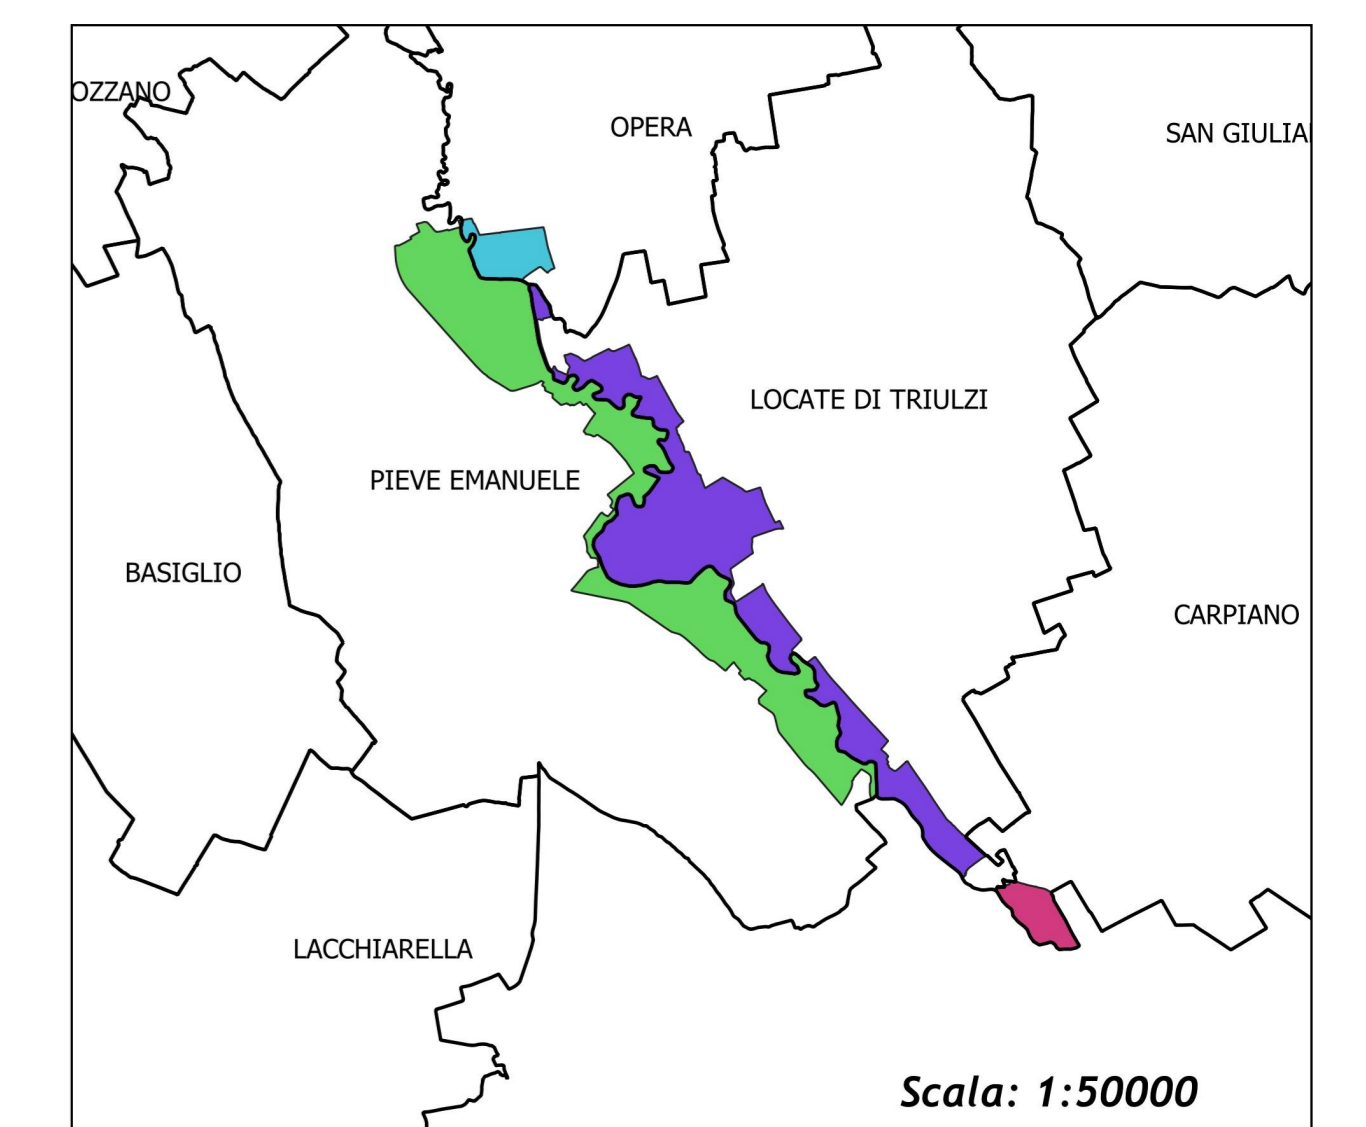 OZZANO
OPERA
SAN GIULIA
LOCATE DI TRIULZI
PIEVE EMANUELE
BASIGLIO
CARPIANO
LACCHIARELLA
Scala: 1:50000